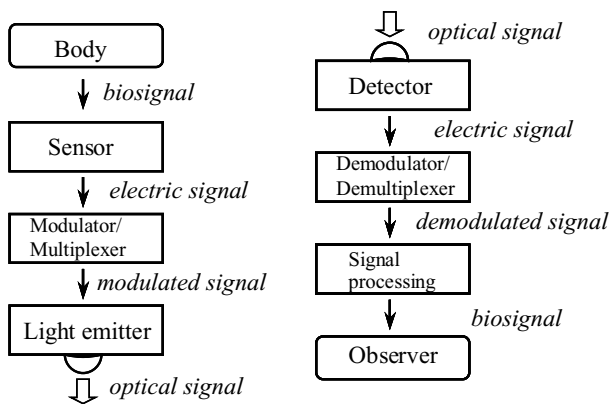 Body
biosignal
Sensor
electric signal
Modulator/
Multiplexer
modulated signal
Light emitter
optical signal
optical signal
Detector
electric signal
Demodulator/
Demultiplexer
demodulated signal
Signal
processing
biosignal
Observer